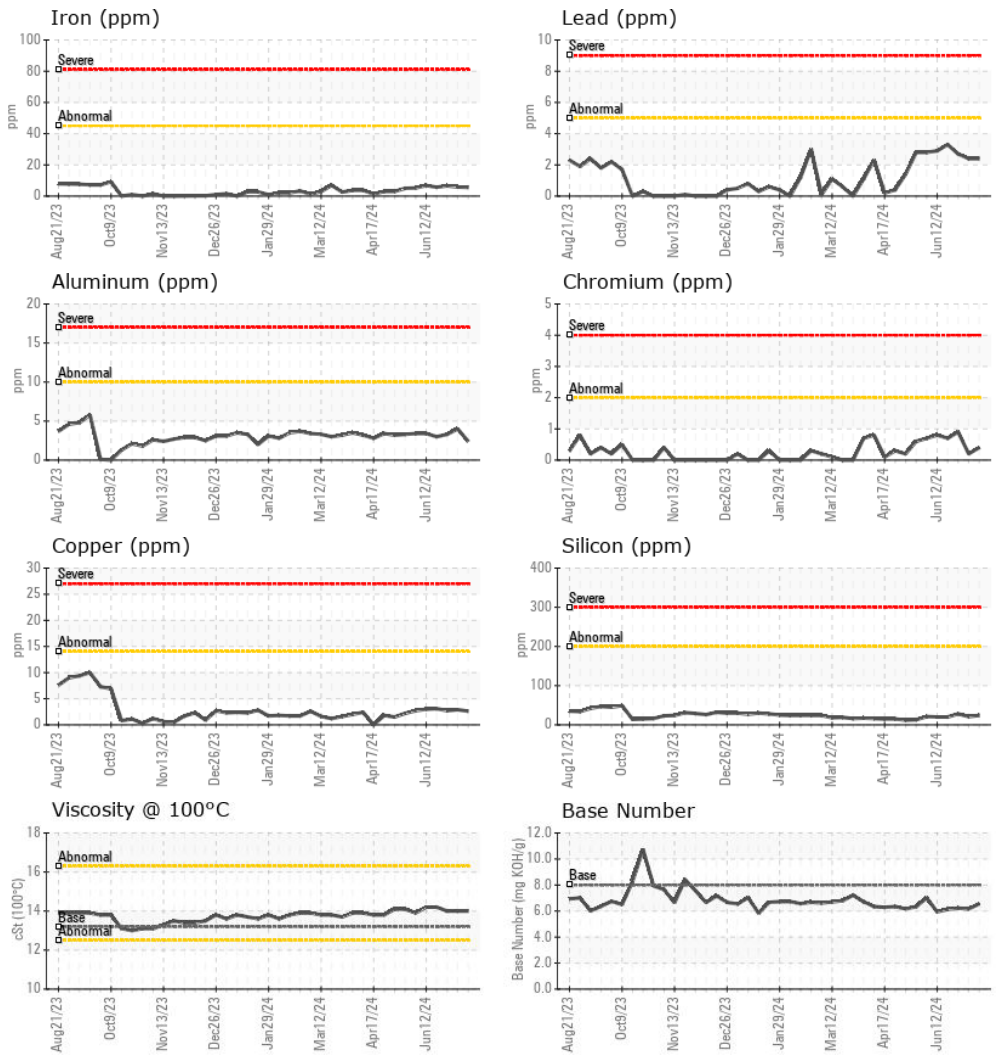 Iron (ppm)
100
80
60
40
20
0
ppm
Severe
Abnormal
Aug21/23
Oct9/23
Nov13/23
Dec26/23
Jan29/24
Mar12/24
Apr17/24
Jun12/24
Lead (ppm)
10
8
6
4
2
0
ppm
Severe
Abnormal
Aug21/23
Oct9/23
Nov13/23
Dec26/23
Jan29/24
Mar12/24
Apr17/24
Jun12/24
Aluminum (ppm)
20
15
10
5
0
ppm
Severe
Abnormal
Aug21/23
Oct9/23
Nov13/23
Dec26/23
Jan29/24
Mar12/24
Apr17/24
Jun12/24
Chromium (ppm)
5
4
3
2
1
0
ppm
Severe
Abnormal
Aug21/23
Oct9/23
Nov13/23
Dec26/23
Jan29/24
Mar12/24
Apr17/24
Jun12/24
Copper (ppm)
30
25
20
15
10
5
0
ppm
Severe
Abnormal
Aug21/23
Oct9/23
Nov13/23
Dec26/23
Jan29/24
Mar12/24
Apr17/24
Jun12/24
Silicon (ppm)
400
300
200
100
0
ppm
Severe
Abnormal
Aug21/23
Oct9/23
Nov13/23
Dec26/23
Jan29/24
Mar12/24
Apr17/24
Jun12/24
Viscosity @ 100°C
18
16
14
12
10
cSt (100°C)
Abnormal
Base
Abnormal
Aug21/23
Oct9/23
Nov13/23
Dec26/23
Jan29/24
Mar12/24
Apr17/24
Jun12/24
Base Number
12.0
10.0
8.0
6.0
4.0
2.0
0.0
Base Number (mg KOH/g)
Base
Aug21/23
Oct9/23
Nov13/23
Dec26/23
Jan29/24
Mar12/24
Apr17/24
Jun12/24